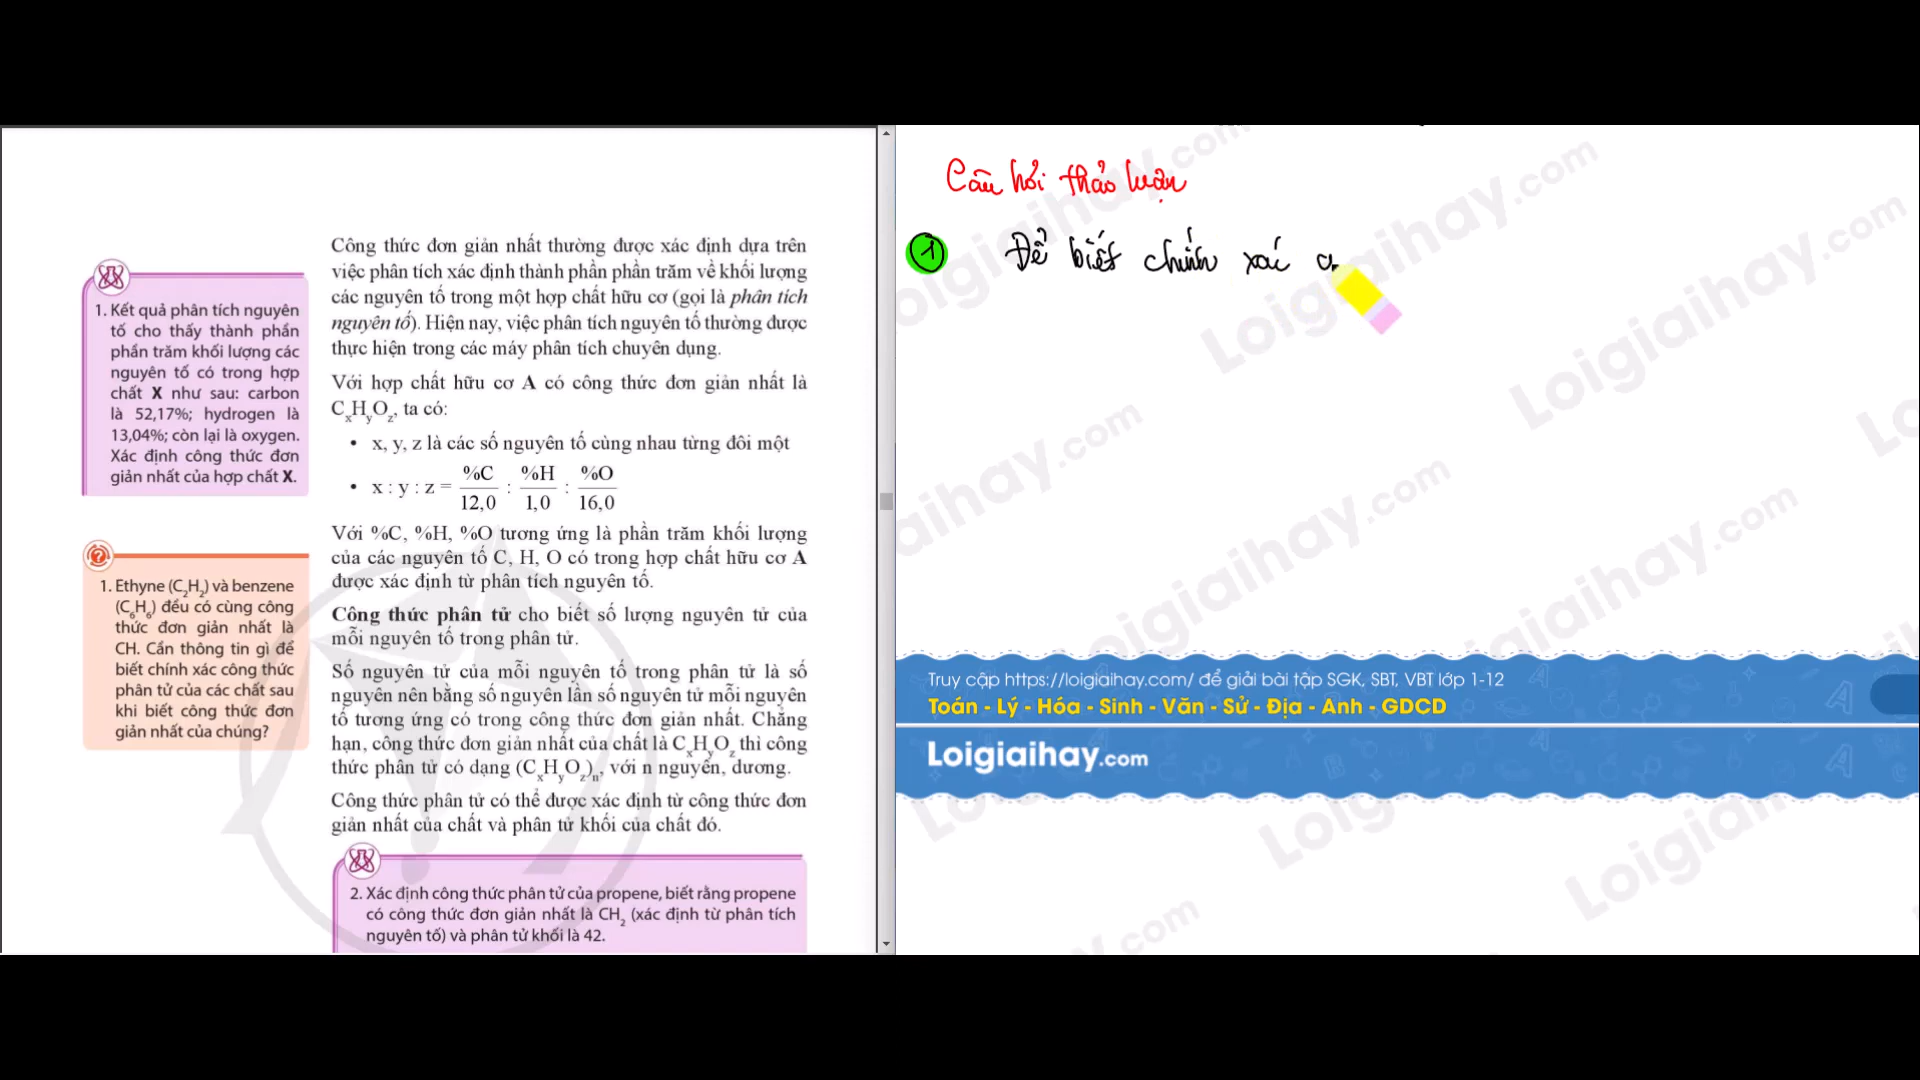 1. Kết quả phân tích nguyên
tố cho thấy thành phần
phần trăm khối lượng các
nguyên tố có trong hợp
chất X như sau: carbon
là 52,17%; hydrogen là
13,04%; còn lại là oxygen.
Xác định công thức đơn
giản nhất của hợp chất X.
1. Ethyne (C₂H₂) và benzene
(C₆H₆) đều có cùng công
thức đơn giản nhất là
CH. Cần thông tin gì để
biết chính xác công thức
phân tử của các chất sau
khi biết công thức đơn
giản nhất của chúng?
Công thức đơn giản nhất thường được xác định dựa trên
việc phân tích xác định thành phần phần trăm về khối lượng
các nguyên tố trong một hợp chất hữu cơ (gọi là phân tích
nguyên tố). Hiện nay, việc phân tích nguyên tố thường được
thực hiện trong các máy phân tích chuyên dụng.
Với hợp chất hữu cơ A có công thức đơn giản nhất là
CₓHᵧO_z, ta có:
• x, y, z là các số nguyên tố cùng nhau từng đôi một
• x : y : z = %C/12,0 : %H/1,0 : %O/16,0
Với %C, %H, %O tương ứng là phần trăm khối lượng
của các nguyên tố C, H, O có trong hợp chất hữu cơ A
được xác định từ phân tích nguyên tố.
Công thức phân tử cho biết số lượng nguyên tử của
mỗi nguyên tố trong phân tử.
Số nguyên tử của mỗi nguyên tố trong phân tử là số
nguyên nên bằng số nguyên lần số nguyên tử mỗi nguyên
tố tương ứng có trong công thức đơn giản nhất. Chẳng
hạn, công thức đơn giản nhất của chất là CₓHᵧO_z thì công
thức phân tử có dạng (CₓHᵧO_z)ₙ, với n nguyên, dương.
Công thức phân tử có thể được xác định từ công thức đơn
giản nhất của chất và phân tử khối của chất đó.
2. Xác định công thức phân tử của propene, biết rằng propene
có công thức đơn giản nhất là CH₂ (xác định từ phân tích
nguyên tố) và phân tử khối là 42.
Câu hỏi thảo luận
1 Để biết chính xác c
Truy cập https://loigiaihay.com/ để giải bài tập SGK, SBT, VBT lớp 1-12
Toán - Lý - Hóa - Sinh - Văn - Sử - Địa - Anh - GDCD
Loigiaihay.com